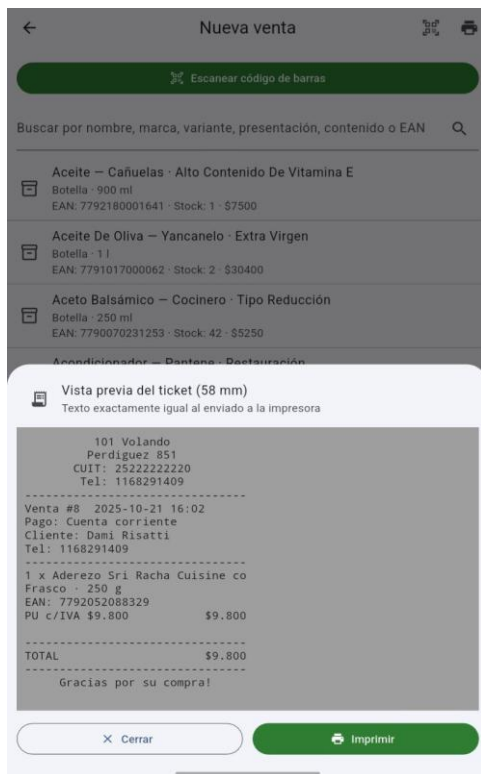 Nueva venta
Escanear código de barras
Buscar por nombre, marca, variante, presentación, contenido o EAN
Aceite — Cañuelas · Alto Contenido De Vitamina E
Botella · 900 ml
EAN: 7792180001641 · Stock: 1 · $7500
Aceite De Oliva — Yancanelo · Extra Virgen
Botella · 1 l
EAN: 7791017000062 · Stock: 2 · $30400
Aceto Balsámico — Cocinero · Tipo Reducción
Botella · 250 ml
EAN: 7790070231253 · Stock: 42 · $5250
Acondicionador — Pantene · Restauración
Vista previa del ticket (58 mm)
Texto exactamente igual al enviado a la impresora
101 Volando
Perdiguez 851
CUIT: 25222222220
Tel: 1168291409
--------------------------------
Venta #8 2025-10-21 16:02
Pago: Cuenta corriente
Cliente: Dami Risatti
Tel: 1168291409
--------------------------------
1 x Aderezo Sri Racha Cuisine co
Frasco · 250 g
EAN: 7792052088329
PU c/IVA $9.800 $9.800
--------------------------------
TOTAL $9.800
--------------------------------
Gracias por su compra!
Cerrar
Imprimir